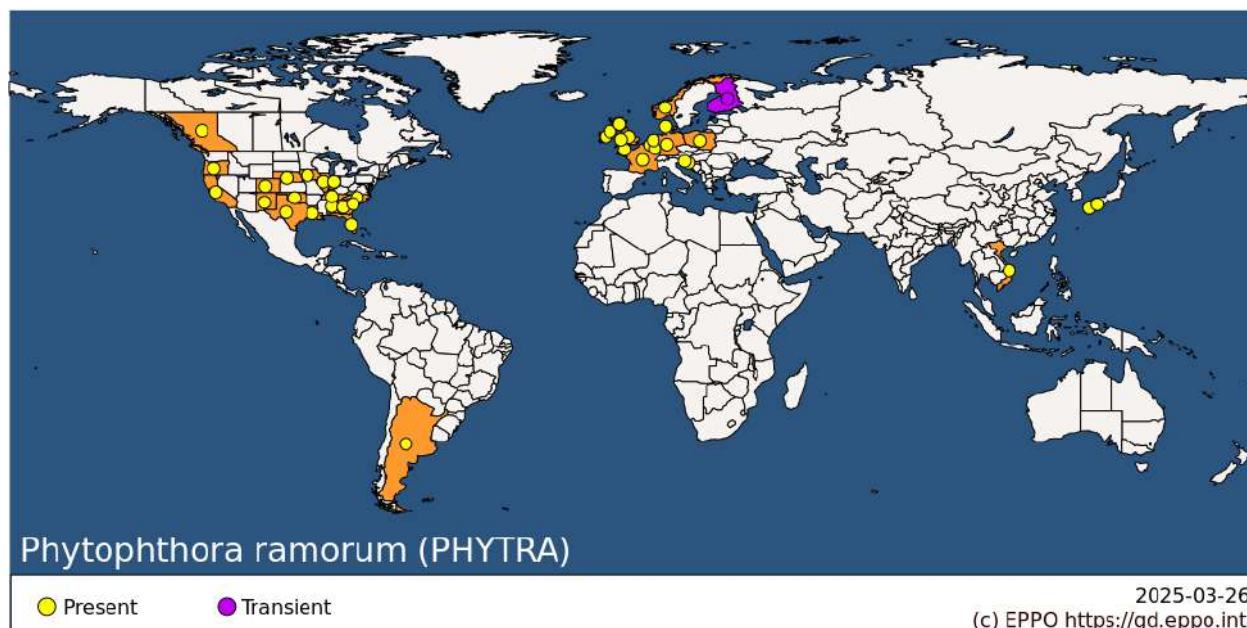 Phytophthora ramorum (PHYTRA)
Present
Transient
2025-03-26
(c) EPPO https://gd.eppo.int